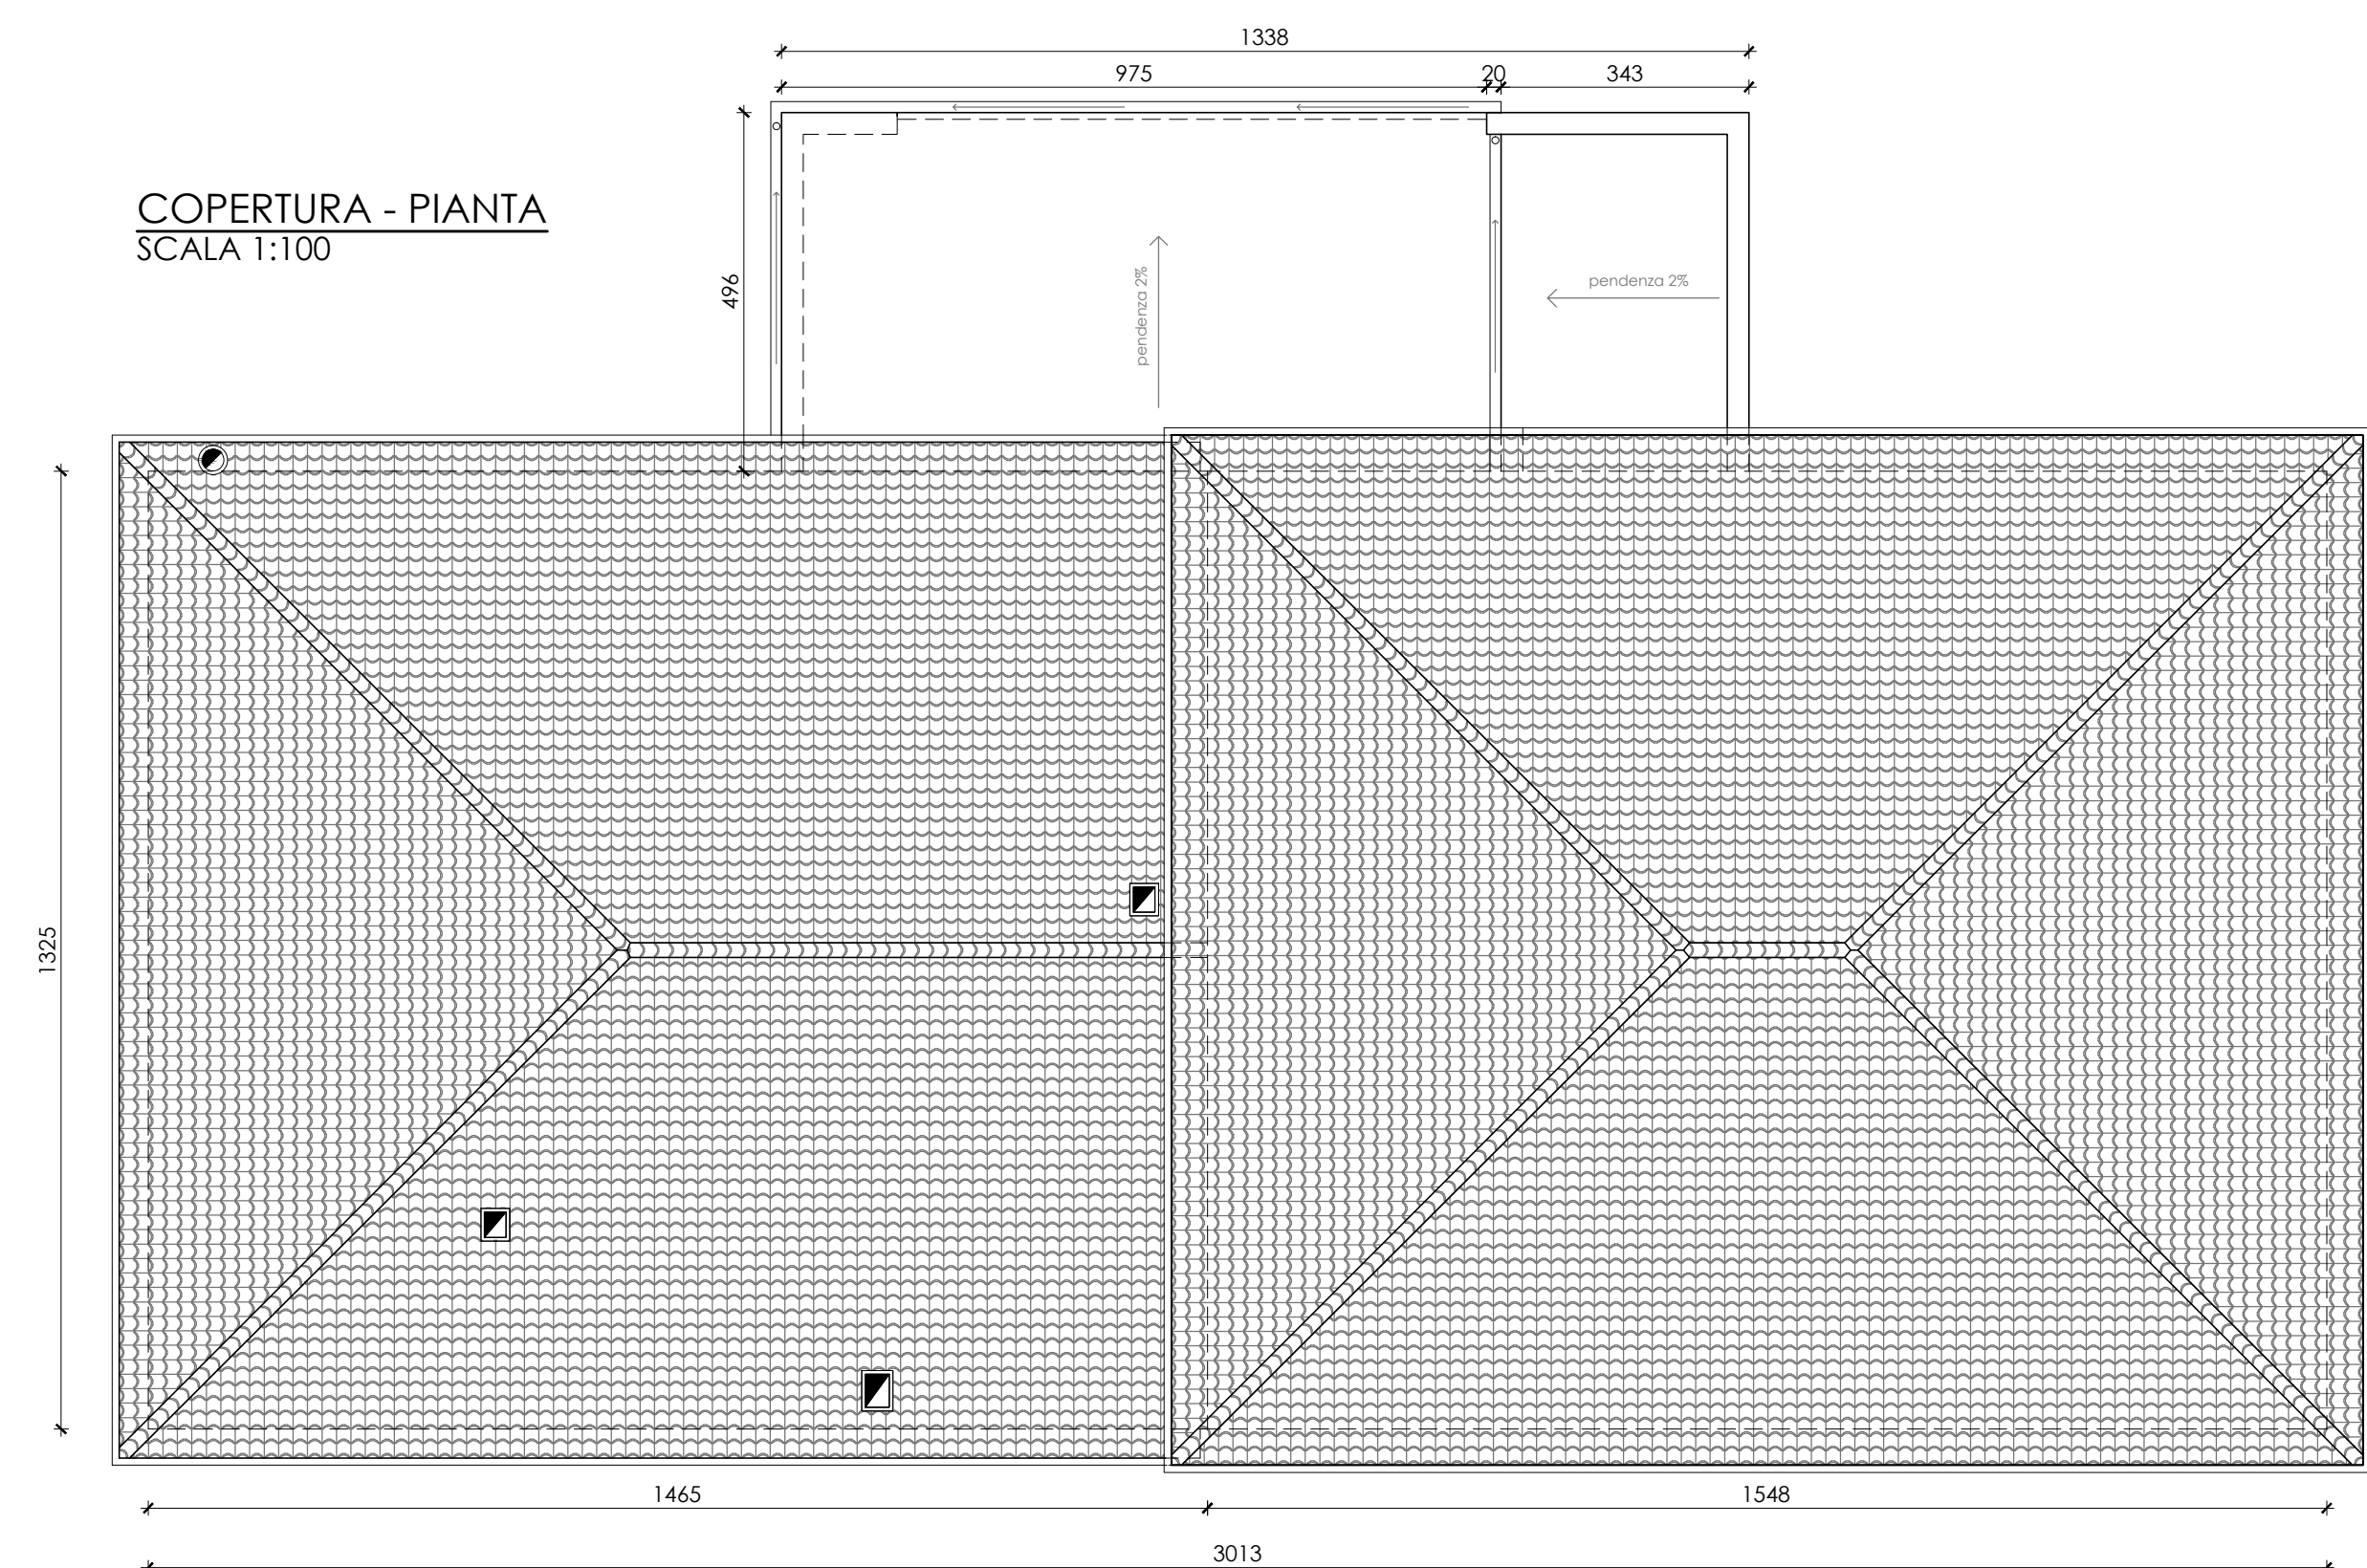 1338
975 20 343
COPERTURA - PIANTA
SCALA 1:100
496
pendenza 2%
pendenza 2%
1325
1465 1548
3013